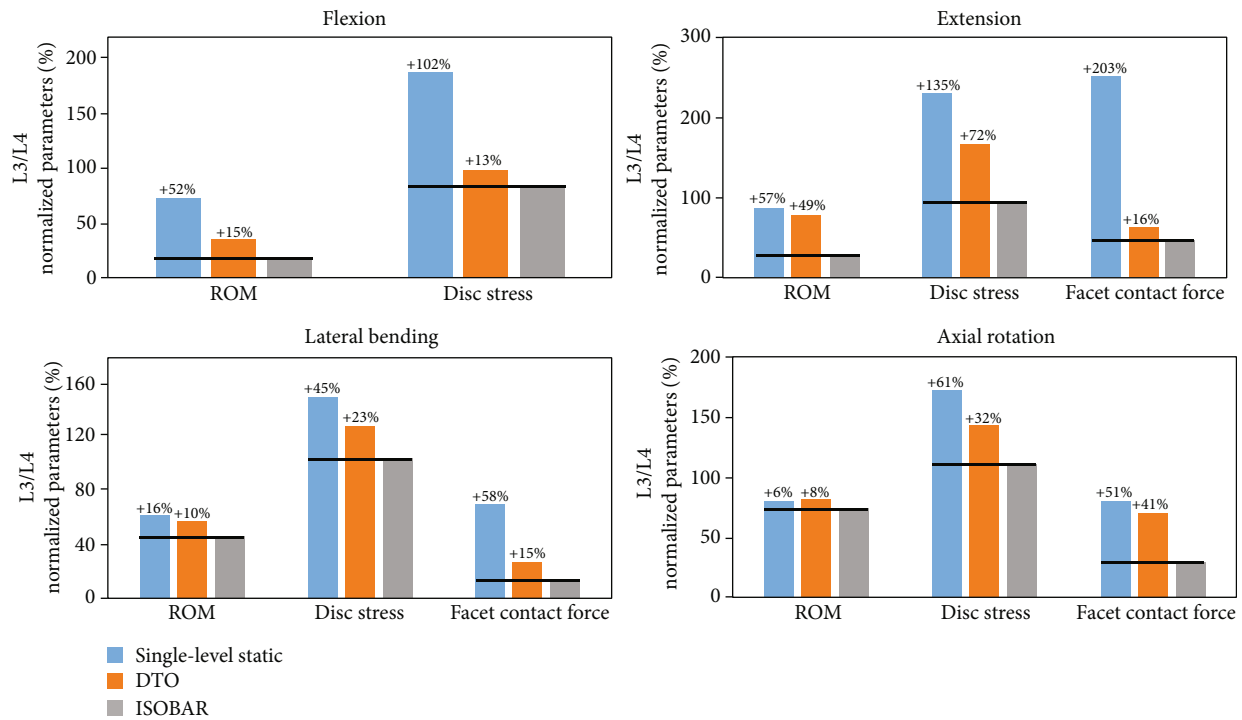 Flexion
L3/L4
normalized parameters (%)
200
150
100
50
0
+52%
+15%
+102%
+13%
ROM
Disc stress
Extension
L3/L4
normalized parameters (%)
300
200
100
0
+57%
+49%
+135%
+72%
+203%
+16%
ROM
Disc stress
Facet contact force
Lateral bending
L3/L4
normalized parameters (%)
160
120
80
40
0
+16%
+10%
+45%
+23%
+58%
+15%
ROM
Disc stress
Facet contact force
Axial rotation
L3/L4
normalized parameters (%)
200
150
100
50
0
+6%
+8%
+61%
+32%
+51%
+41%
ROM
Disc stress
Facet contact force
Single-level static
DTO
ISOBAR